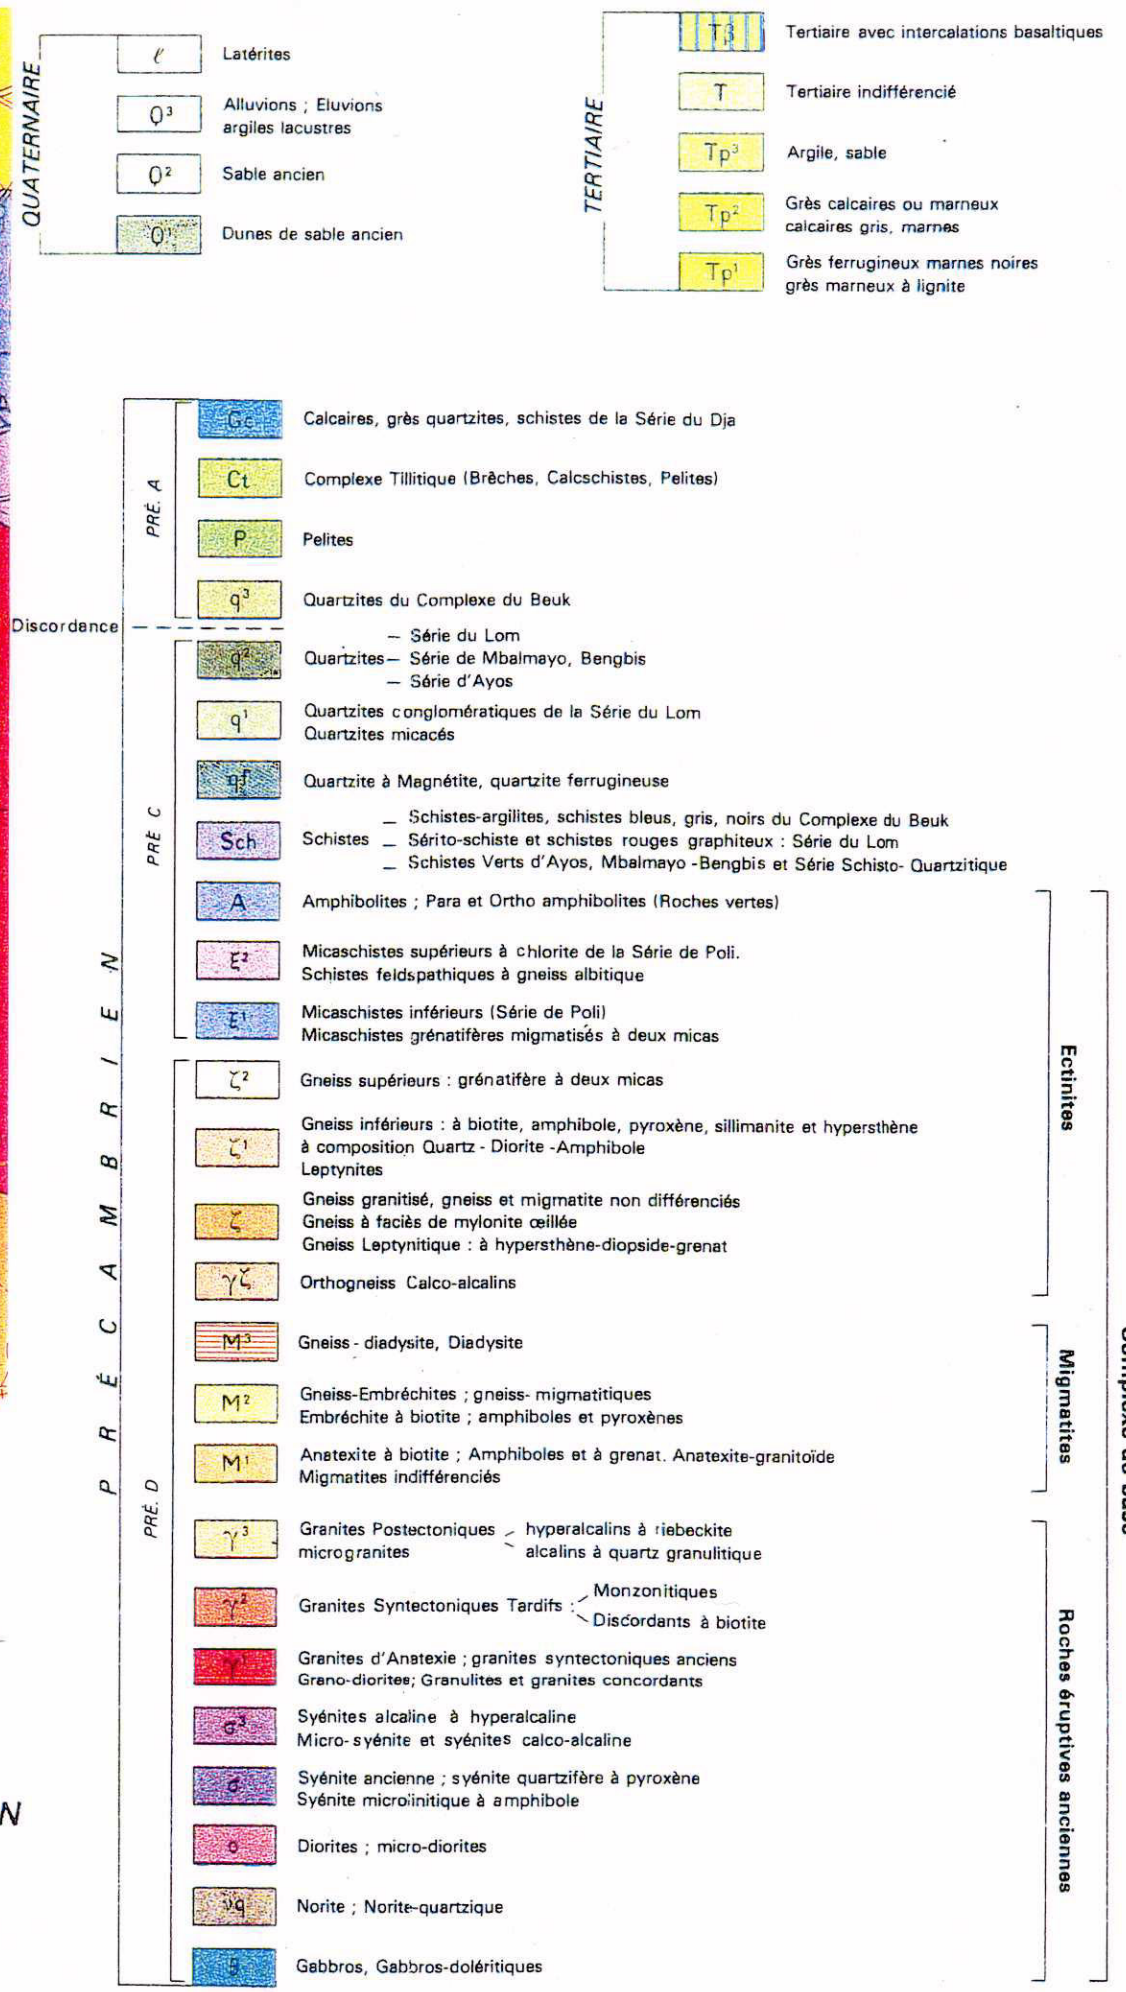 QUATERNAIRE
ℓ Latérites
Q³ Alluvions ; Eluvions
argiles lacustres
Q² Sable ancien
Q¹ Dunes de sable ancien
TERTIAIRE
Tβ Tertiaire avec intercalations basaltiques
T Tertiaire indifférencié
Tp³ Argile, sable
Tp² Grès calcaires ou marneux
calcaires gris, marnes
Tp¹ Grès ferrugineux marnes noires
grès marneux à lignite
PRÉCAMBRIEN
PRÉ. A
Gc Calcaires, grès quartzites, schistes de la Série du Dja
Ct Complexe Tillitique (Brèches, Calcschistes, Pelites)
P Pelites
q³ Quartzites du Complexe du Beuk
Discordance
PRÉ C
— Série du Lom
q² Quartzites — Série de Mbalmayo, Bengbis
— Série d'Ayos
q¹ Quartzites conglomératiques de la Série du Lom
Quartzites micacés
qf Quartzite à Magnétite, quartzite ferrugineuse
— Schistes-argilites, schistes bleus, gris, noirs du Complexe du Beuk
Sch Schistes — Sérito-schiste et schistes rouges graphiteux : Série du Lom
— Schistes Verts d'Ayos, Mbalmayo -Bengbis et Série Schisto- Quartzitique
A Amphibolites ; Para et Ortho amphibolites (Roches vertes)
ξ² Micaschistes supérieurs à chlorite de la Série de Poli.
Schistes feldspathiques à gneiss albitique
ξ¹ Micaschistes inférieurs (Série de Poli)
Micaschistes grénatifères migmatisés à deux micas
PRÉ. D
ζ² Gneiss supérieurs : grénatifère à deux micas
ζ¹ Gneiss inférieurs : à biotite, amphibole, pyroxène, sillimanite et hypersthène
à composition Quartz - Diorite -Amphibole
Leptynites
ζ Gneiss granitisé, gneiss et migmatite non différenciés
Gneiss à faciès de mylonite œillée
Gneiss Leptynitique : à hypersthène-diopside-grenat
γζ Orthogneiss Calco-alcalins
Ectinites
M³ Gneiss - diadysite, Diadysite
M² Gneiss-Embréchites ; gneiss- migmatitiques
Embréchite à biotite ; amphiboles et pyroxènes
M¹ Anatexite à biotite ; Amphiboles et à grenat. Anatexite-granitoïde
Migmatites indifférenciés
Migmatites
γ³ Granites Postectoniques hyperalcalins à riebeckite
microgranites alcalins à quartz granulitique
γ² Granites Syntectoniques Tardifs : Monzonitiques
Discordants à biotite
γ¹ Granites d'Anatexie ; granites syntectoniques anciens
Grano-diorites; Granulites et granites concordants
σ³ Syénites alcaline à hyperalcaline
Micro-syénite et syénites calco-alcaline
σ Syénite ancienne ; syénite quartzifère à pyroxène
Syénite microlinitique à amphibole
Diorites ; micro-diorites
νq Norite ; Norite-quartzique
Gabbros, Gabbros-doléritiques
Roches éruptives anciennes
N